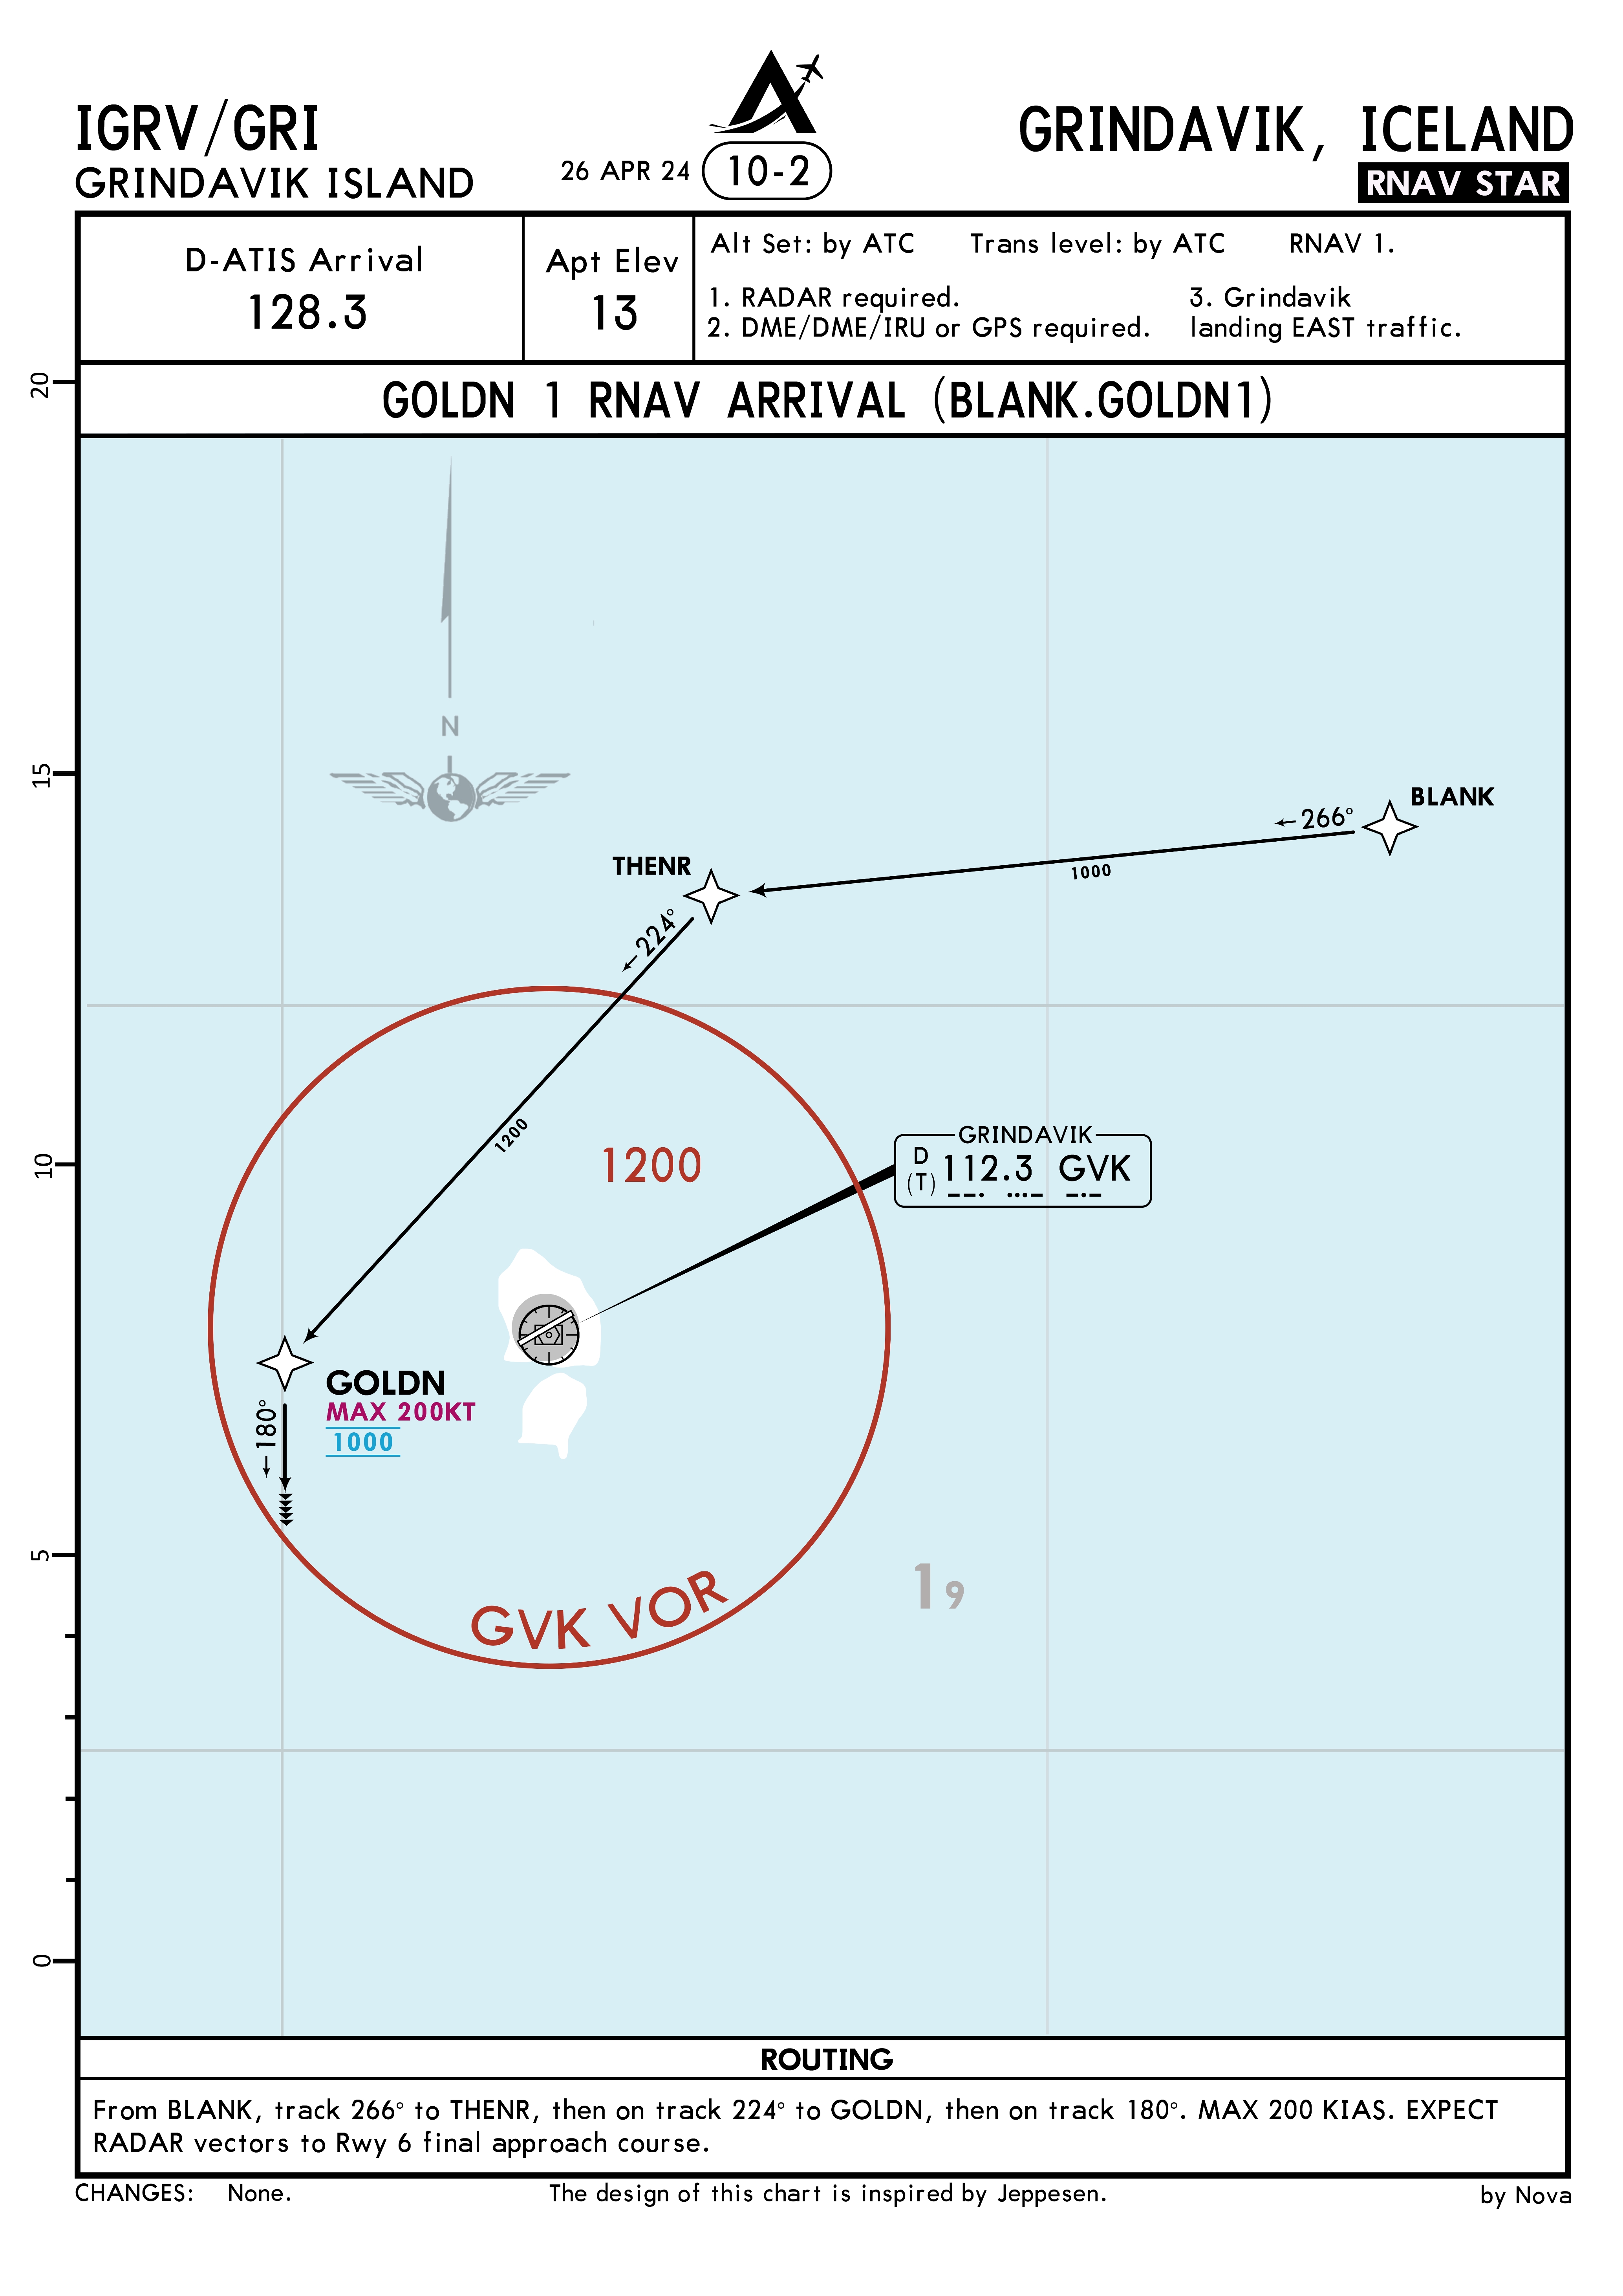 IGRV/GRI
GRINDAVIK ISLAND
26 APR 24
10-2
GRINDAVIK, ICELAND
RNAV STAR
D-ATIS Arrival
128.3
Apt Elev
13
Alt Set: by ATC Trans level: by ATC RNAV 1.
1. RADAR required.
2. DME/DME/IRU or GPS required.
3. Grindavik
landing EAST traffic.
GOLDN 1 RNAV ARRIVAL (BLANK.GOLDN1)
20
15
10
5
0
N
BLANK
266°
1000
THENR
224°
1200
1200
GRINDAVIK
D
(T)
112.3 GVK
GOLDN
MAX 200KT
1000
180°
GVK VOR
19
ROUTING
From BLANK, track 266° to THENR, then on track 224° to GOLDN, then on track 180°. MAX 200 KIAS. EXPECT
RADAR vectors to Rwy 6 final approach course.
CHANGES: None.
The design of this chart is inspired by Jeppesen.
by Nova